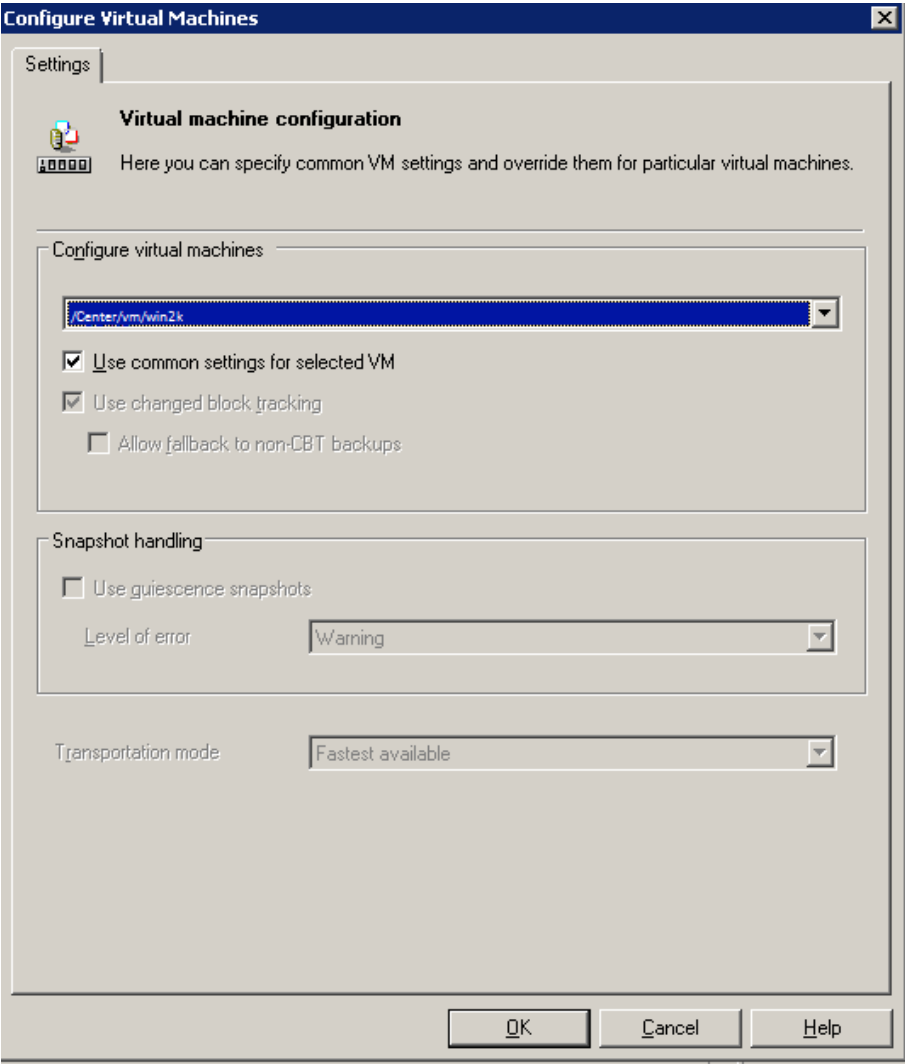 Configure Virtual Machines
Settings
Virtual machine configuration
Here you can specify common VM settings and override them for particular virtual machines.
Configure virtual machines
/Center/vm/win2k
Use common settings for selected VM
Use changed block tracking
Allow fallback to non-CBT backups
Snapshot handling
Use quiescence snapshots
Level of error
Warning
Transportation mode
Fastest available
OK
Cancel
Help